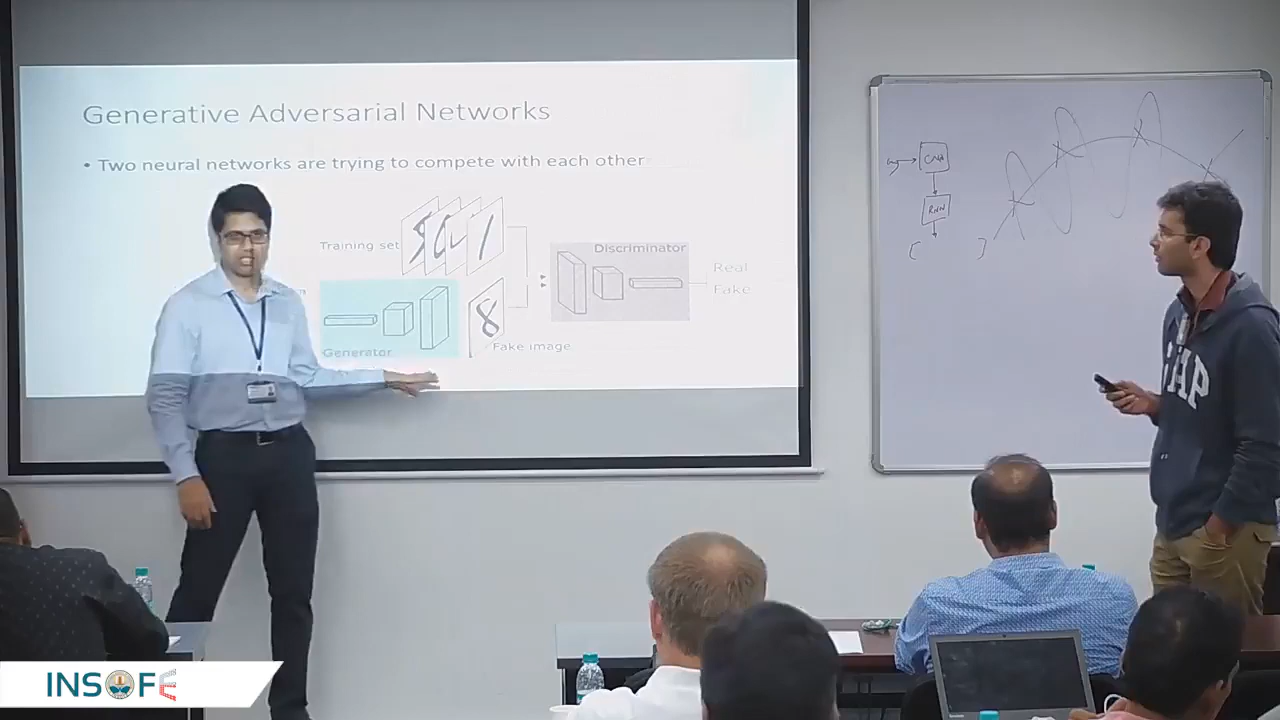 Generative Adversarial Networks
• Two neural networks are trying to compete with each other
Training set
Discriminator
Real
Fake
Generator
Fake image
CNN
RNN
GAP
INSOFE